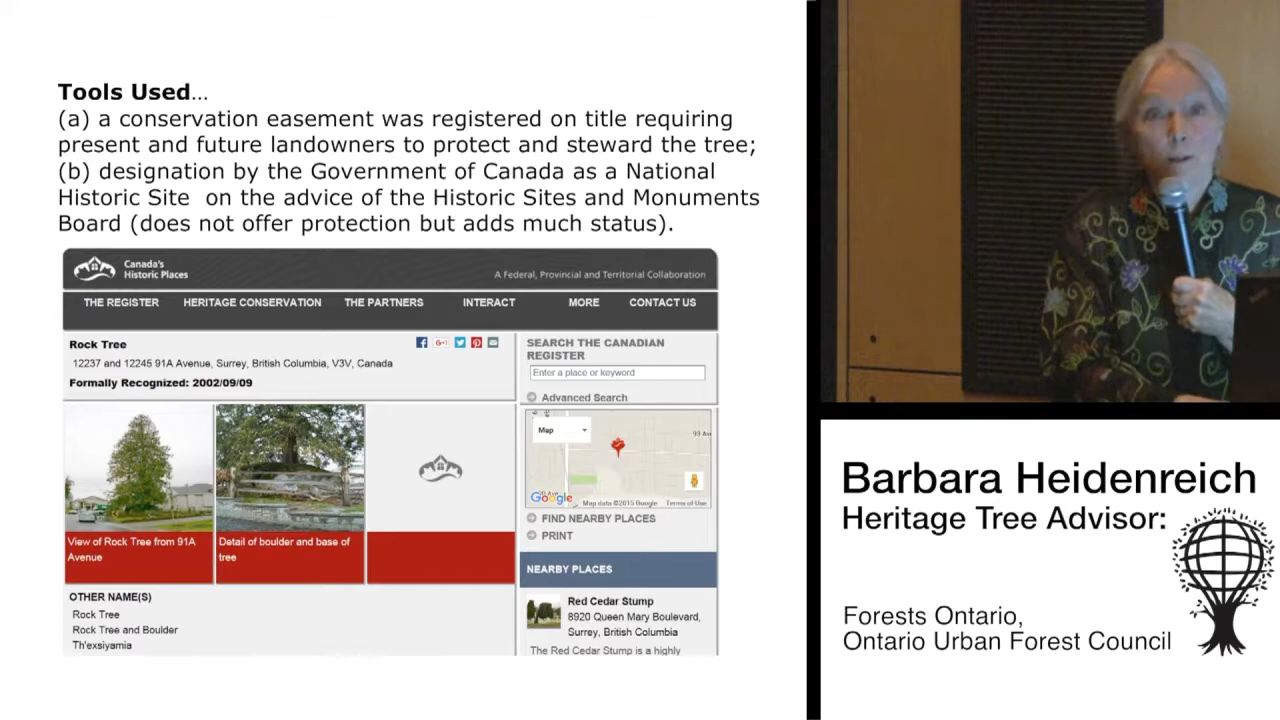 Tools Used...
(a) a conservation easement was registered on title requiring
present and future landowners to protect and steward the tree;
(b) designation by the Government of Canada as a National
Historic Site on the advice of the Historic Sites and Monuments
Board (does not offer protection but adds much status).
Canada's
Historic Places
A Federal, Provincial and Territorial Collaboration
THE REGISTER HERITAGE CONSERVATION THE PARTNERS INTERACT MORE CONTACT US
Rock Tree
12237 and 12245 91A Avenue, Surrey, British Columbia, V3V, Canada
Formally Recognized: 2002/09/09
View of Rock Tree from 91A
Avenue
Detail of boulder and base of
tree
OTHER NAME(S)
Rock Tree
Rock Tree and Boulder
Th'exsiyamia
SEARCH THE CANADIAN
REGISTER
Enter a place or keyword
Advanced Search
Map
93 Av
Google
Map data ©2015 Google Terms of Use
FIND NEARBY PLACES
PRINT
NEARBY PLACES
Red Cedar Stump
8920 Queen Mary Boulevard,
Surrey, British Columbia
The Red Cedar Stump is a highly
Barbara Heidenreich
Heritage Tree Advisor:
Forests Ontario,
Ontario Urban Forest Council